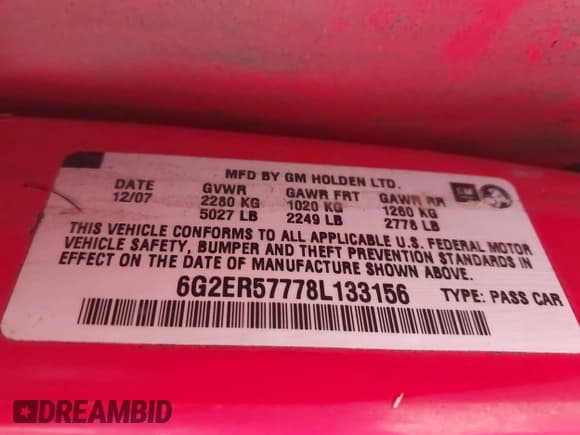 MFD BY GM HOLDEN LTD.
DATE GVWR GAWR FRT GAWR RR
12/07 2280 KG 1020 KG 1260 KG
5027 LB 2249 LB 2778 LB
THIS VEHICLE CONFORMS TO ALL APPLICABLE U.S. FEDERAL MOTOR
VEHICLE SAFETY, BUMPER AND THEFT PREVENTION STANDARDS IN
EFFECT ON THE DATE OF MANUFACTURE SHOWN ABOVE.
6G2ER57778L133156 TYPE: PASS CAR
GM
DREAMBID